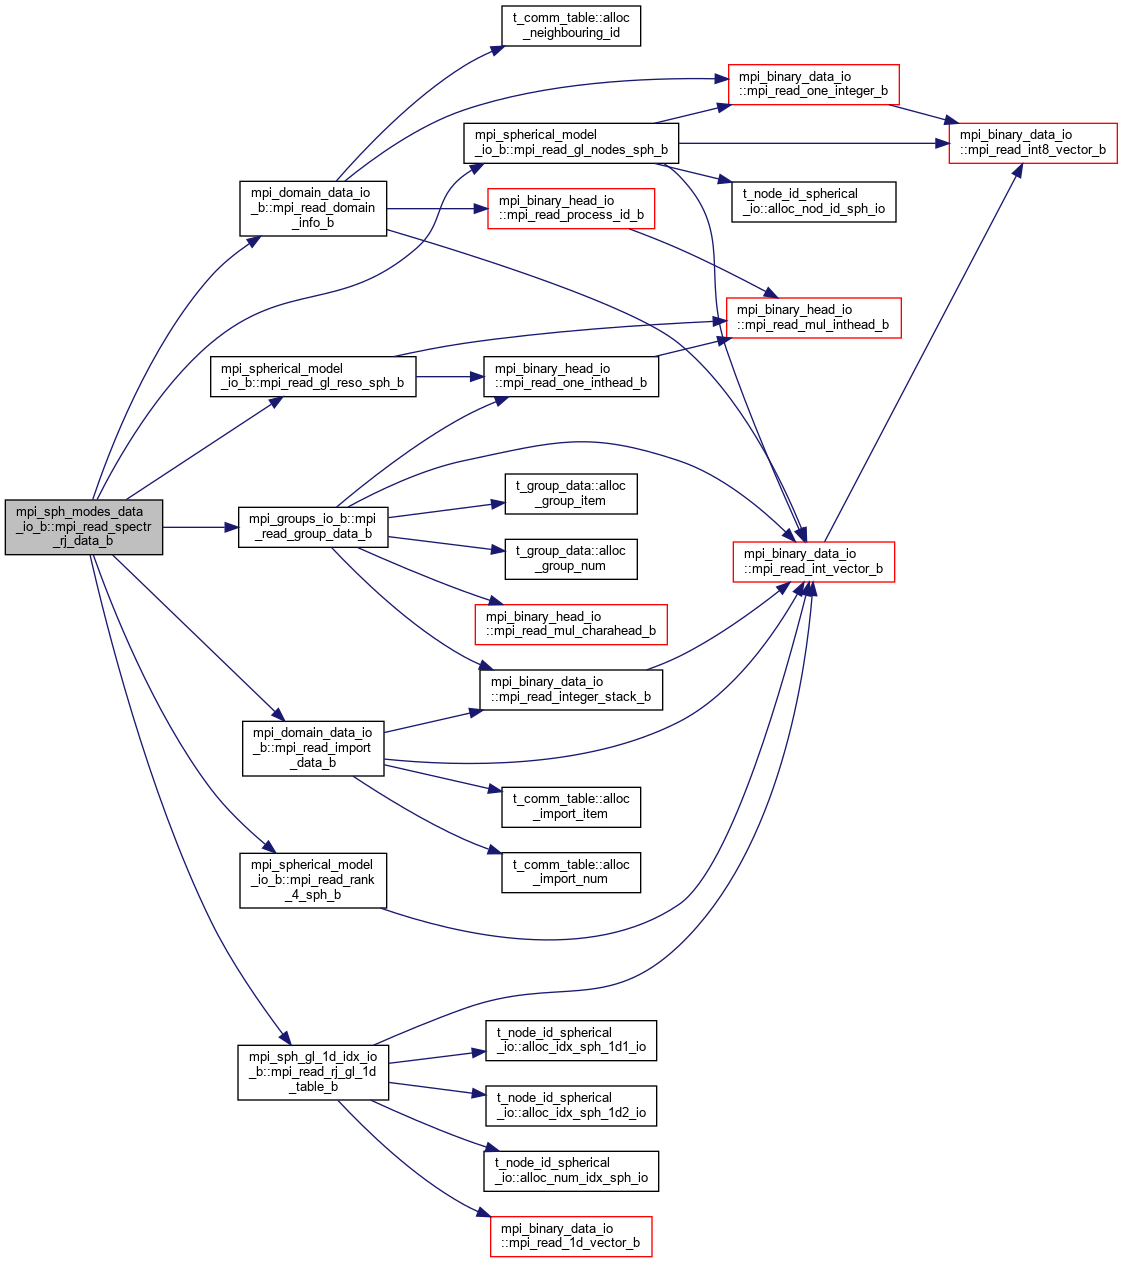 t_comm_table::alloc
_neighbouring_id
mpi_binary_data_io
::mpi_read_one_integer_b
mpi_spherical_model
_io_b::mpi_read_gl_nodes_sph_b
mpi_binary_data_io
::mpi_read_int8_vector_b
mpi_domain_data_io
_b::mpi_read_domain
_info_b
mpi_binary_head_io
::mpi_read_process_id_b
t_node_id_spherical
_io::alloc_nod_id_sph_io
mpi_binary_head_io
::mpi_read_mul_inthead_b
mpi_spherical_model
_io_b::mpi_read_gl_reso_sph_b
mpi_binary_head_io
::mpi_read_one_inthead_b
t_group_data::alloc
_group_item
mpi_sph_modes_data
_io_b::mpi_read_spectr
_rj_data_b
mpi_groups_io_b::mpi
_read_group_data_b
t_group_data::alloc
_group_num
mpi_binary_data_io
::mpi_read_int_vector_b
mpi_binary_head_io
::mpi_read_mul_charahead_b
mpi_binary_data_io
::mpi_read_integer_stack_b
mpi_domain_data_io
_b::mpi_read_import
_data_b
t_comm_table::alloc
_import_item
t_comm_table::alloc
_import_num
mpi_spherical_model
_io_b::mpi_read_rank
_4_sph_b
t_node_id_spherical
_io::alloc_idx_sph_1d1_io
mpi_sph_gl_1d_idx_io
_b::mpi_read_rj_gl_1d
_table_b
t_node_id_spherical
_io::alloc_idx_sph_1d2_io
t_node_id_spherical
_io::alloc_num_idx_sph_io
mpi_binary_data_io
::mpi_read_1d_vector_b